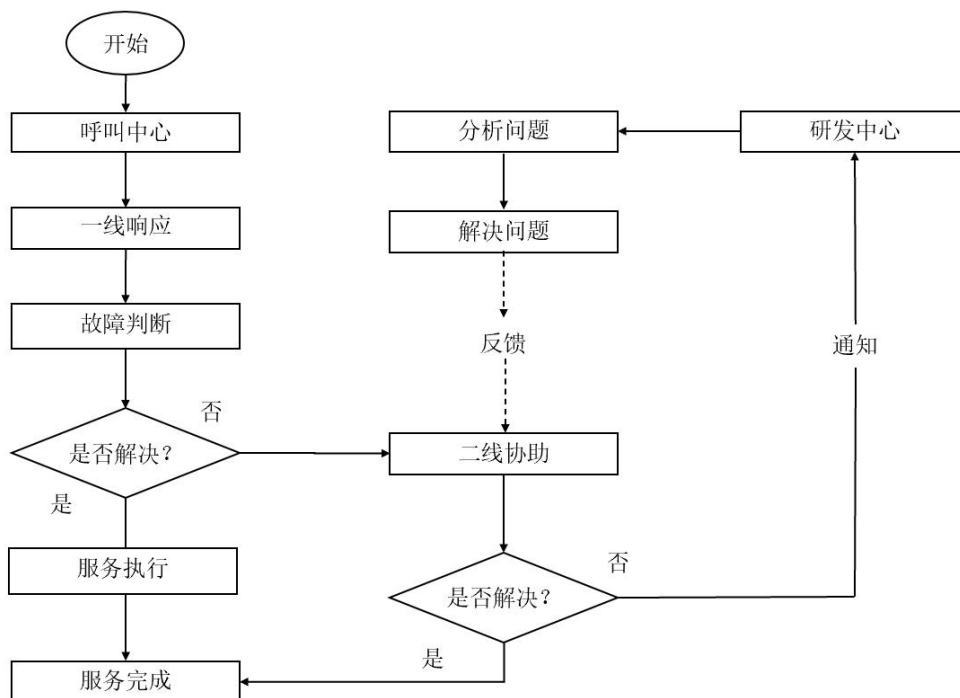 开始
呼叫中心
一线响应
故障判断
是否解决？
否
是
服务执行
服务完成
分析问题
解决问题
反馈
二线协助
是否解决？
否
是
研发中心
通知